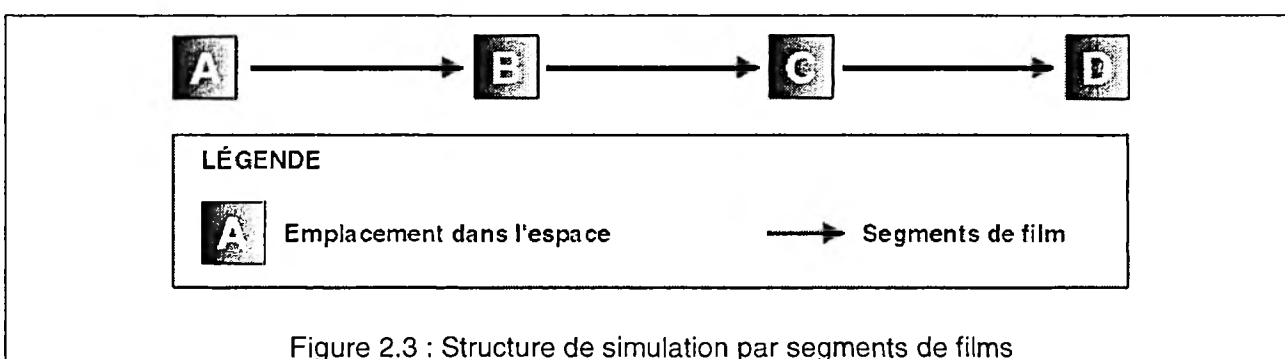 A B C D
LÉGENDE
A Emplacement dans l'espace Segments de film
Figure 2.3 : Structure de simulation par segments de films